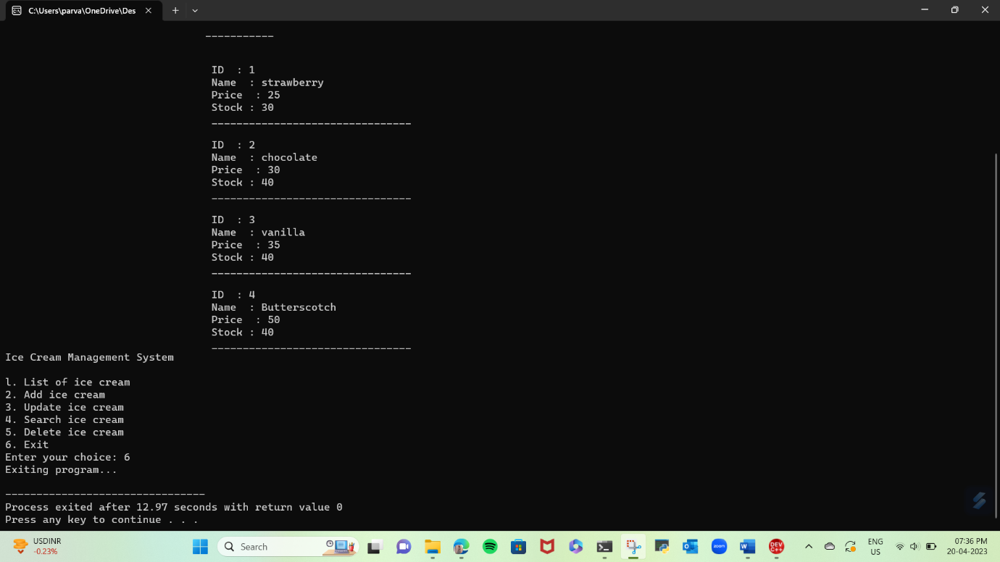 C:\Users\parva\OneDrive\Des
-----------
ID  : 1
Name  : strawberry
Price  : 25
Stock : 30
--------------------------------
ID  : 2
Name  : chocolate
Price  : 30
Stock : 40
--------------------------------
ID  : 3
Name  : vanilla
Price  : 35
Stock : 40
--------------------------------
ID  : 4
Name  : Butterscotch
Price  : 50
Stock : 40
--------------------------------
Ice Cream Management System
l. List of ice cream
2. Add ice cream
3. Update ice cream
4. Search ice cream
5. Delete ice cream
6. Exit
Enter your choice: 6
Exiting program...
--------------------------------
Process exited after 12.97 seconds with return value 0
Press any key to continue . . .
USDINR
-0.23%
Search
zoom
DEV
C++
ENG
US
07:36 PM
20-04-2023